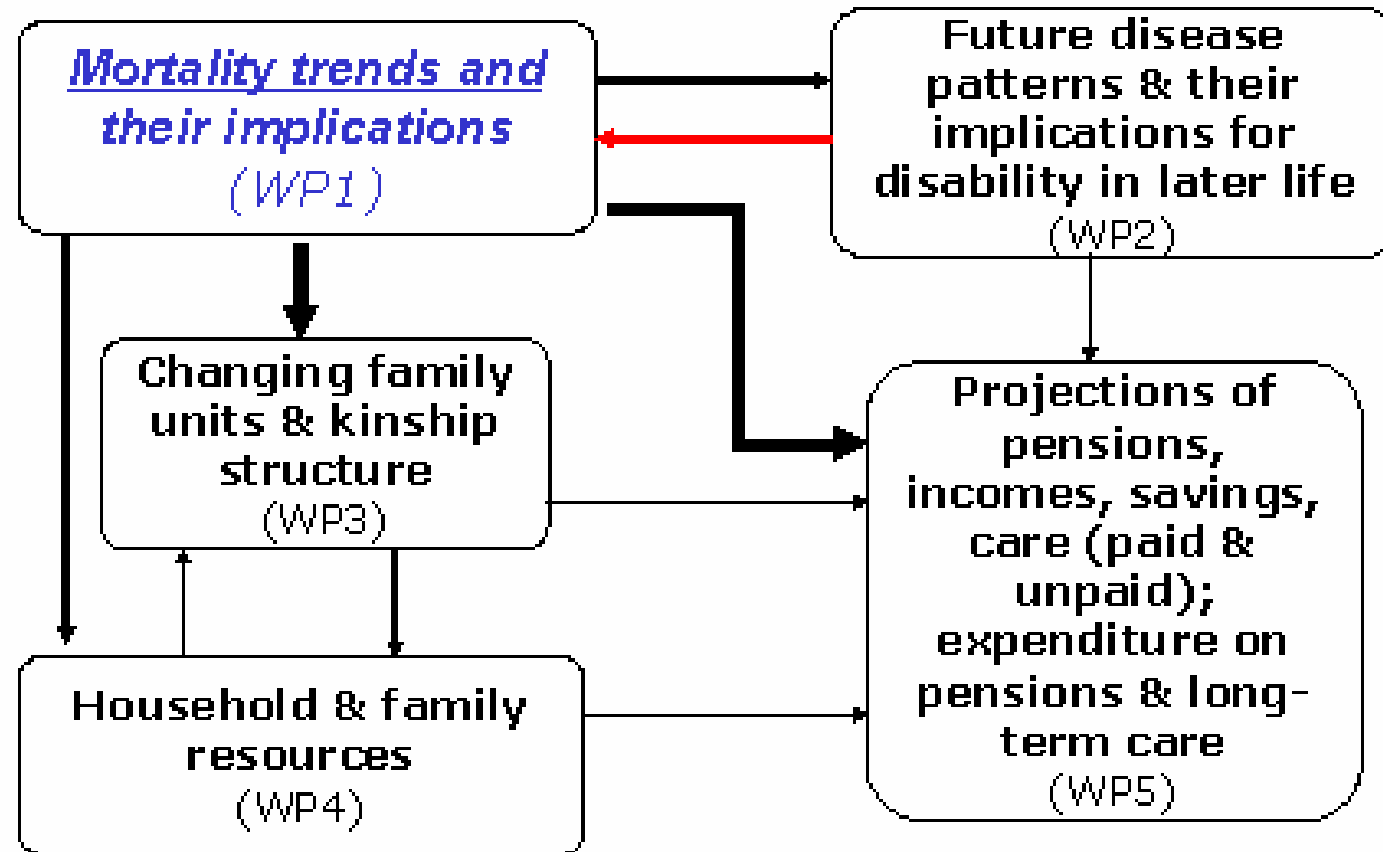 Mortality trends and
their implications
(WP1)
Future disease
patterns & their
implications for
disability in later life
(WP2)
Changing family
units & kinship
structure
(WP3)
Projections of
pensions,
incomes, savings,
care (paid &
unpaid);
expenditure on
pensions & long-
term care
(WP5)
Household & family
resources
(WP4)